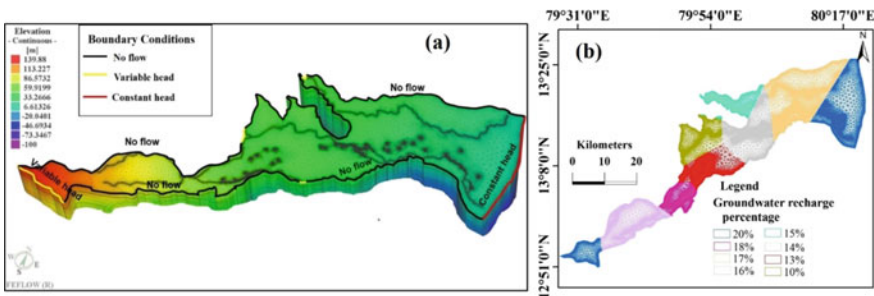 (a)
Elevation
- Continuous -
[m]
139.88
113.227
86.5732
59.9199
33.2666
6.61326
-20.0401
-46.6934
-73.3467
-100
Boundary Conditions
No flow
Variable head
Constant head
No flow
No flow
No flow
No flow
Variable head
Constant head
N
E
S
W
FEFLOW (R)
(b)
79°31'0"E
79°54'0"E
80°17'0"E
N
13°25'0"N
13°8'0"N
12°51'0"N
Kilometers
0 10 20
Legend
Groundwater recharge
percentage
20% 15%
18% 14%
17% 13%
16% 10%